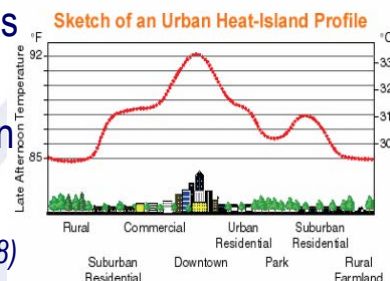 s
Sketch of an Urban Heat-Island Profile
°F
°C
92
33
32
31
30
85
Late Afternoon Temperature
m
8)
Rural
Commercial
Urban
Residential
Suburban
Residential
Suburban
Residential
Downtown
Park
Rural
Farmland